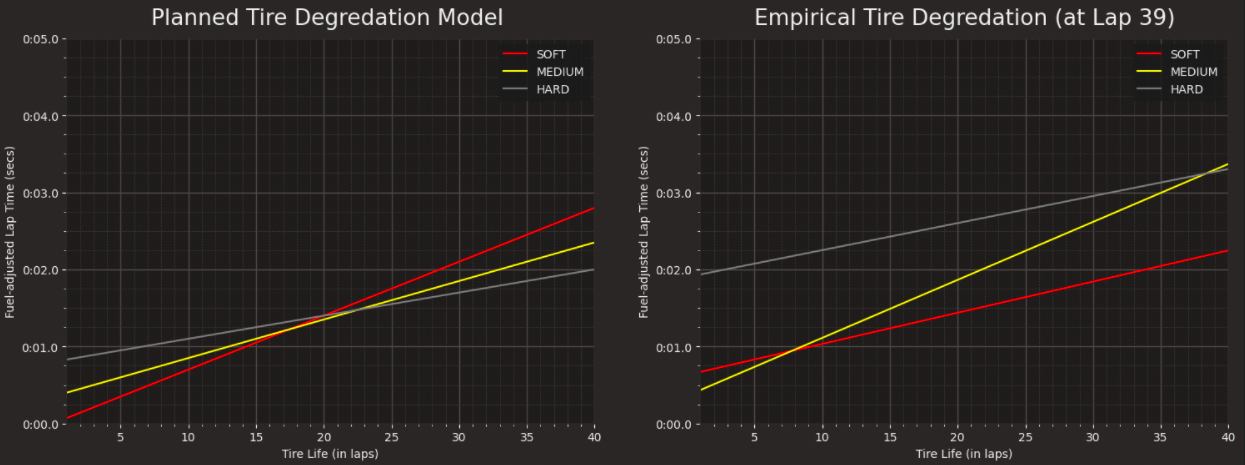 Planned Tire Degredation Model
0:05.0
0:04.0
0:03.0
0:02.0
0:01.0
0:00.0
Fuel-adjusted Lap Time (secs)
SOFT
MEDIUM
HARD
5 10 15 20 25 30 35 40
Tire Life (in laps)
Empirical Tire Degredation (at Lap 39)
0:05.0
0:04.0
0:03.0
0:02.0
0:01.0
0:00.0
Fuel-adjusted Lap Time (secs)
SOFT
MEDIUM
HARD
5 10 15 20 25 30 35 40
Tire Life (in laps)